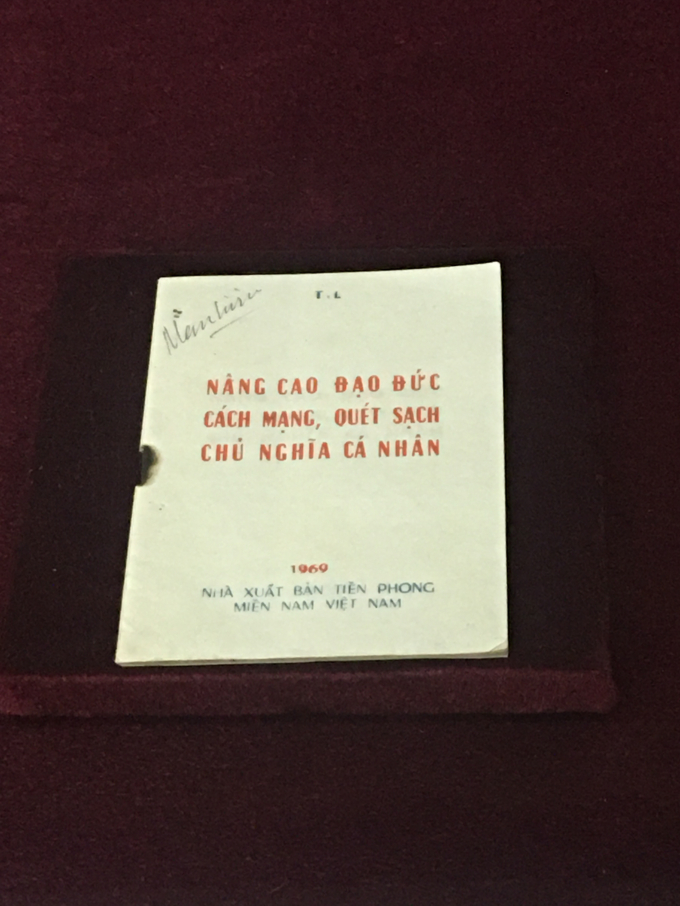 T.L
NÂNG CAO ĐẠO ĐỨC
CÁCH MẠNG, QUÉT SẠCH
CHỦ NGHĨA CÁ NHÂN
1969
NHÀ XUẤT BẢN TIỀN PHONG
MIỀN NAM VIỆT NAM